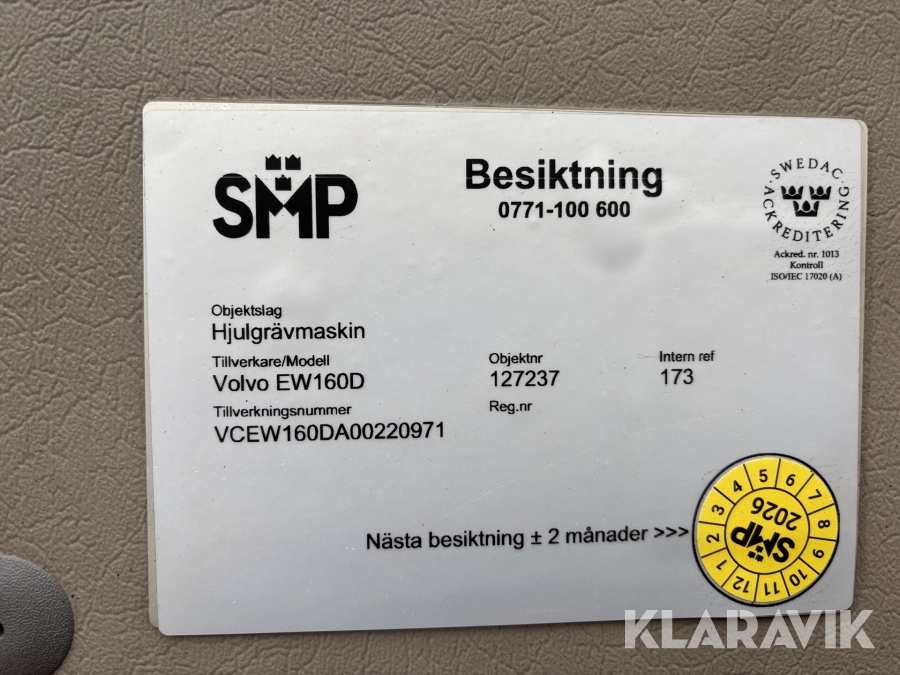 SMP
Besiktning
0771-100 600
SWEDAC
ACKREDITERING
Ackred. nr. 1013
Kontroll
ISO/IEC 17020 (A)
Objektslag
Hjulgrävmaskin
Tillverkare/Modell
Volvo EW160D
Objektnr
127237
Intern ref
173
Tillverkningsnummer
VCEW160DA00220971
Reg.nr
Nästa besiktning ± 2 månader >>>
1 2 3 4 5 6 7 8 9 10 11 12
2026
SMP
KLARAVIK